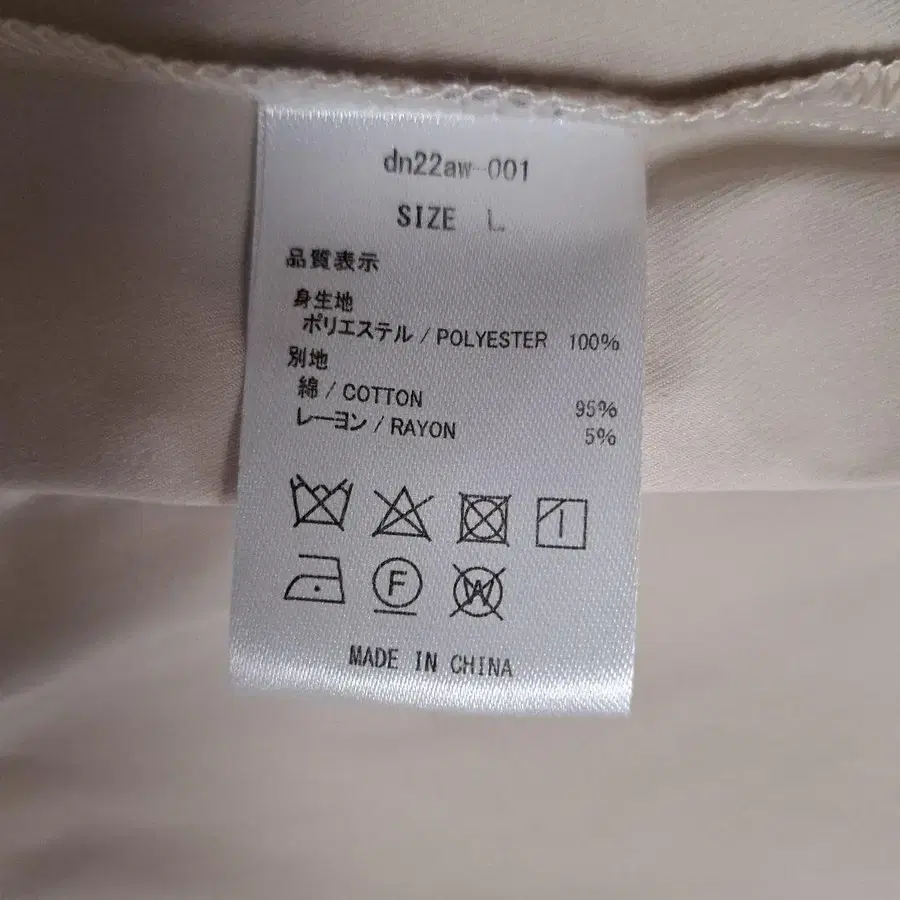 dn22aw-001
SIZE L
品質表示
身生地
ポリエステル / POLYESTER 100%
別地
綿 / COTTON 95%
レーヨン / RAYON 5%
F
W
MADE IN CHINA